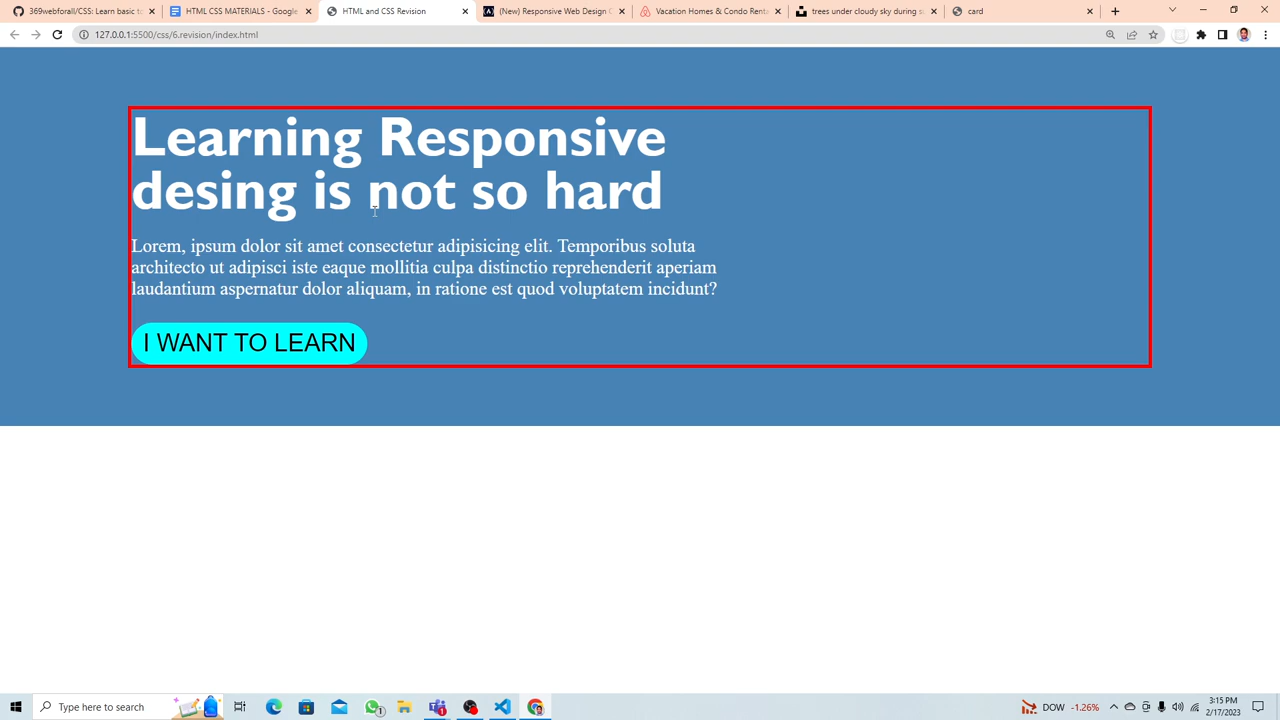 369webforall/CSS: Learn basic to
HTML CSS MATERIALS - Google
HTML and CSS Revision
(New) Responsive Web Design C
Vacation Homes & Condo Renta
trees under cloudy sky during s
card
127.0.0.1:5500/css/6.revision/index.html
Learning Responsive
desing is not so hard
Lorem, ipsum dolor sit amet consectetur adipisicing elit. Temporibus soluta
architecto ut adipisci iste eaque mollitia culpa distinctio reprehenderit aperiam
laudantium aspernatur dolor aliquam, in ratione est quod voluptatem incidunt?
I WANT TO LEARN
Type here to search
1
1
DOW -1.26%
3:15 PM
2/17/2023